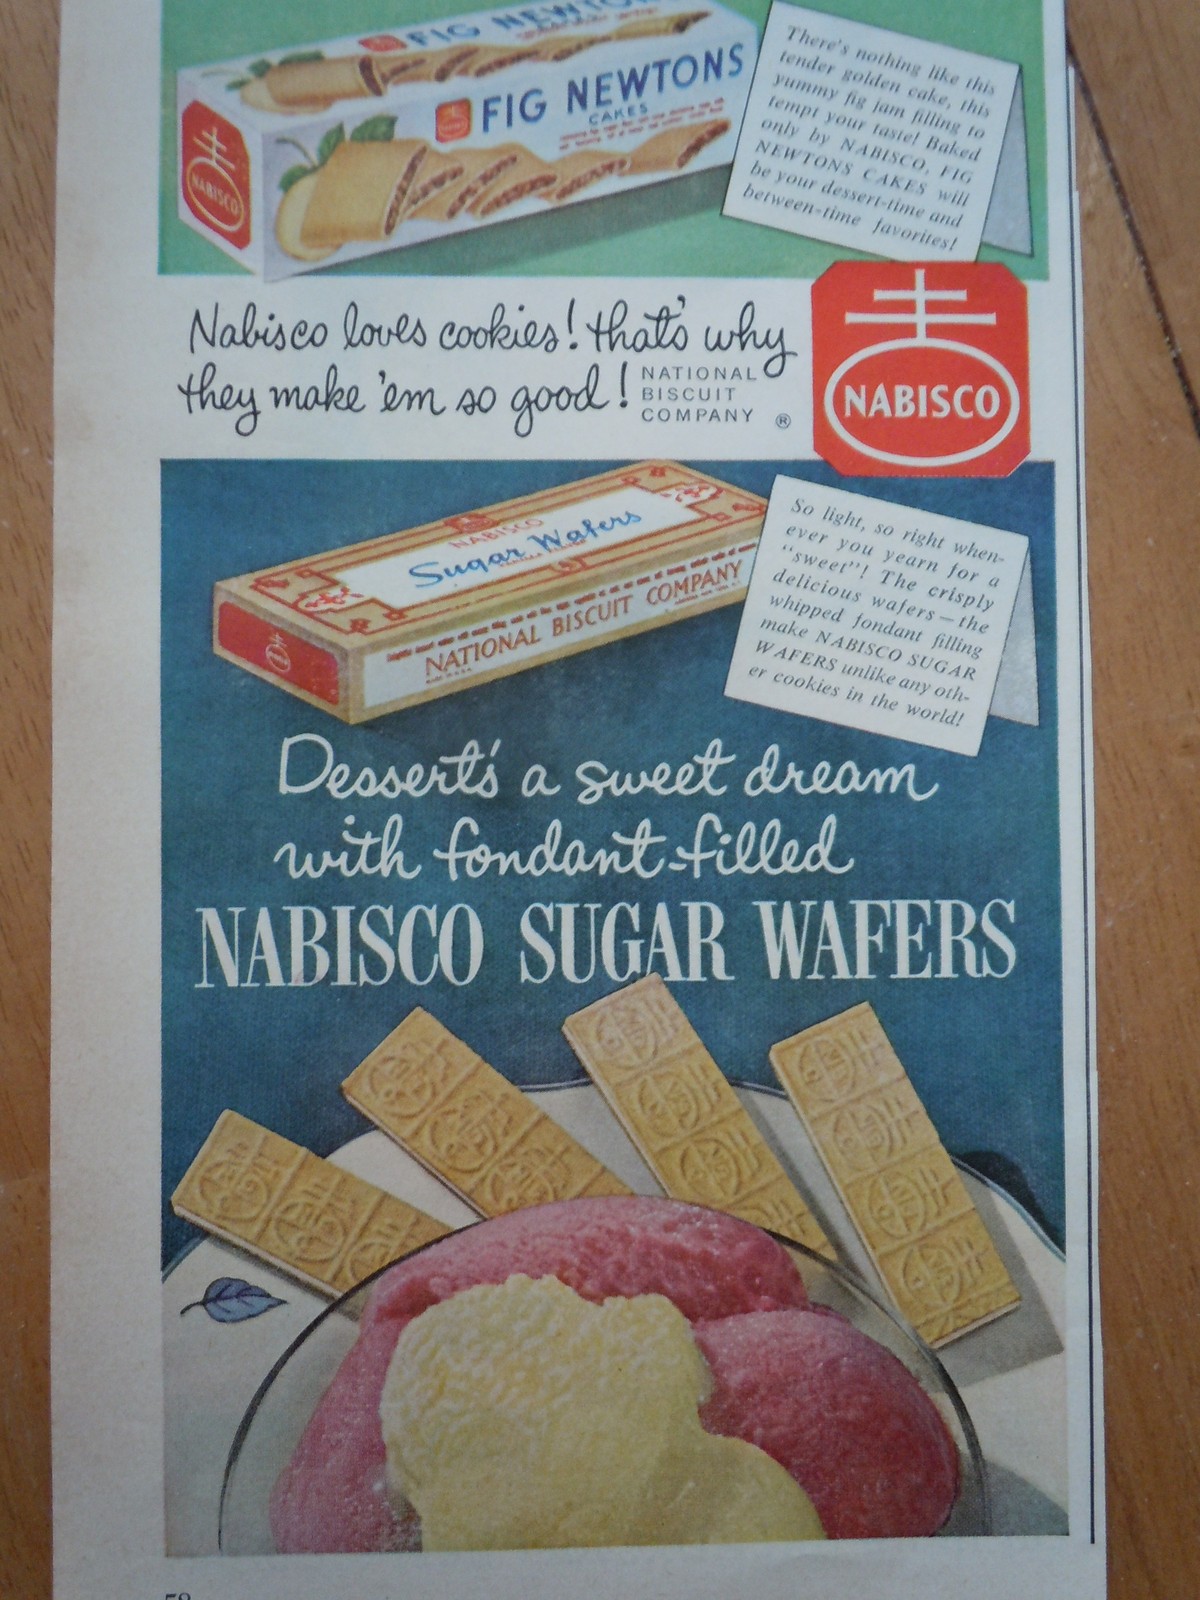 FIG NEWTONS
FIG NEWTONS
CAKES
NABISCO
There's nothing like this
tender golden cake, this
yummy fig jam filling to
tempt your taste! Baked
only by NABISCO, FIG
NEWTONS CAKES will
be your dessert-time and
between-time favorites!
Nabisco loves cookies! that's why
they make 'em so good!
NATIONAL
BISCUIT
COMPANY ®
NABISCO
NABISCO
Sugar Wafers
NATIONAL BISCUIT COMPANY
So light, so right when-
ever you yearn for a
"sweet"! The crisply
delicious wafers—the
whipped fondant filling
make NABISCO SUGAR
WAFERS unlike any oth-
er cookies in the world!
Dessert's a sweet dream
with fondant-filled
NABISCO SUGAR WAFERS